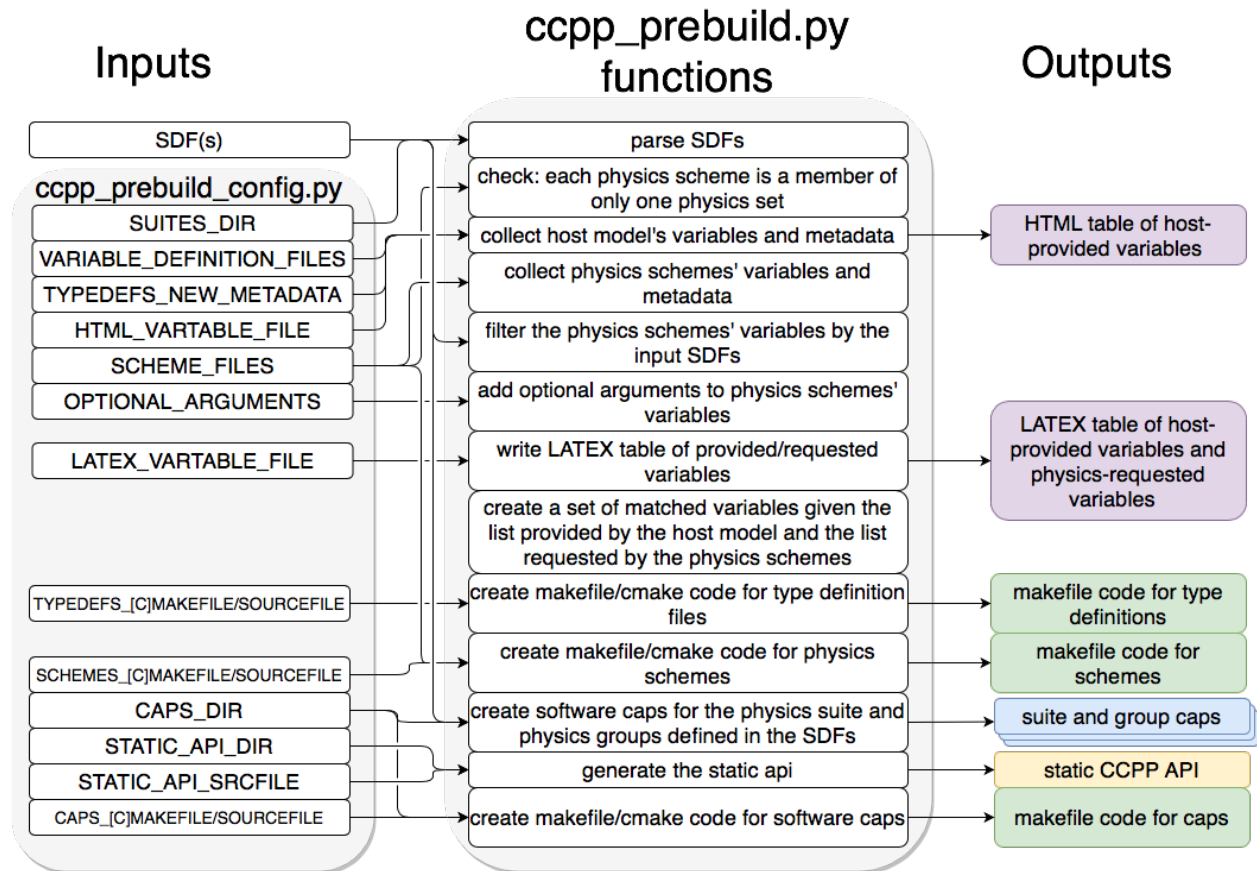 Inputs
ccpp_prebuild.py
functions
Outputs
SDF(s)
ccpp_prebuild_config.py
SUITES_DIR
VARIABLE_DEFINITION_FILES
TYPEDEFS_NEW_METADATA
HTML_VARTABLE_FILE
SCHEME_FILES
OPTIONAL_ARGUMENTS
LATEX_VARTABLE_FILE
TYPEDEFS_[C]MAKEFILE/SOURCEFILE
SCHEMES_[C]MAKEFILE/SOURCEFILE
CAPS_DIR
STATIC_API_DIR
STATIC_API_SRCFILE
CAPS_[C]MAKEFILE/SOURCEFILE
parse SDFs
check: each physics scheme is a member of
only one physics set
collect host model's variables and metadata
collect physics schemes' variables and
metadata
filter the physics schemes' variables by the
input SDFs
add optional arguments to physics schemes'
variables
write LATEX table of provided/requested
variables
create a set of matched variables given the
list provided by the host model and the list
requested by the physics schemes
create makefile/cmake code for type definition
files
create makefile/cmake code for physics
schemes
create software caps for the physics suite and
physics groups defined in the SDFs
generate the static api
create makefile/cmake code for software caps
HTML table of host-
provided variables
LATEX table of host-
provided variables and
physics-requested
variables
makefile code for type
definitions
makefile code for
schemes
suite and group caps
static CCPP API
makefile code for caps